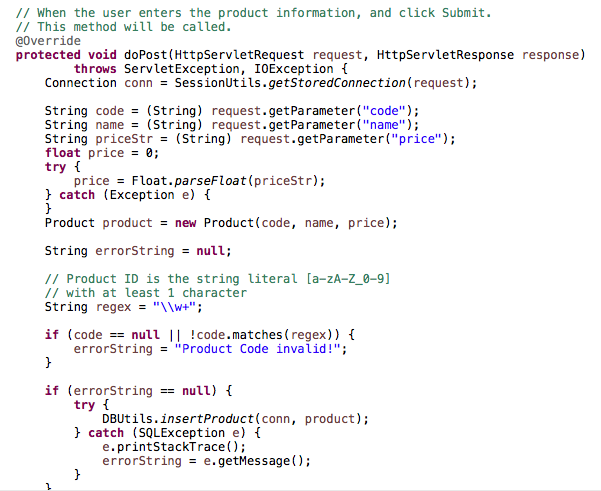 // When the user enters the product information, and click Submit.
// This method will be called.
@Override
protected void doPost(HttpServletRequest request, HttpServletResponse response)
        throws ServletException, IOException {
    Connection conn = SessionUtils.getStoredConnection(request);

    String code = (String) request.getParameter("code");
    String name = (String) request.getParameter("name");
    String priceStr = (String) request.getParameter("price");
    float price = 0;
    try {
        price = Float.parseFloat(priceStr);
    } catch (Exception e) {
    }
    Product product = new Product(code, name, price);

    String errorString = null;

    // Product ID is the string literal [a-zA-Z_0-9]
    // with at least 1 character
    String regex = "\\w+";

    if (code == null || !code.matches(regex)) {
        errorString = "Product Code invalid!";
    }

    if (errorString == null) {
        try {
            DBUtils.insertProduct(conn, product);
        } catch (SQLException e) {
            e.printStackTrace();
            errorString = e.getMessage();
        }
    }